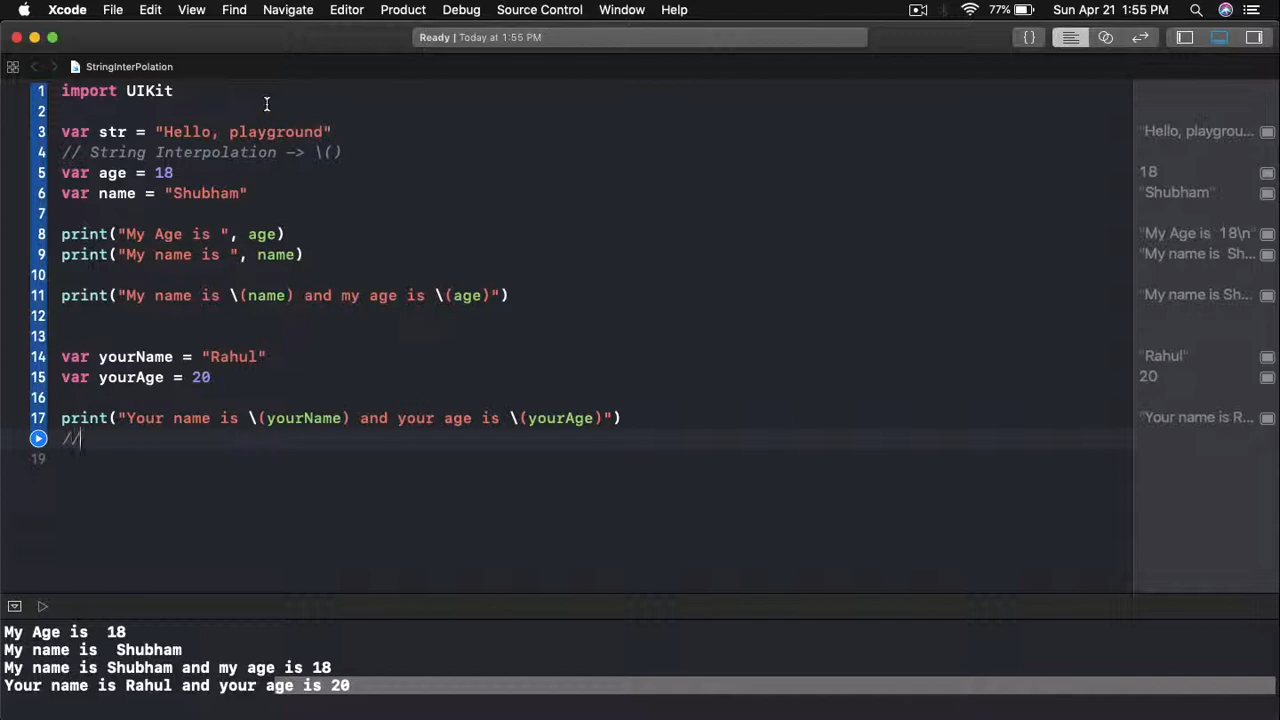 Xcode File Edit View Find Navigate Editor Product Debug Source Control Window Help 77% Sun Apr 21 1:55 PM
Ready | Today at 1:55 PM
StringInterPolation
1 import UIKit
2
3 var str = "Hello, playground" "Hello, playgrou...
4 // String Interpolation -> \()
5 var age = 18 18
6 var name = "Shubham" "Shubham"
7
8 print("My Age is ", age) "My Age is  18\n"
9 print("My name is ", name) "My name is  Sh...
10
11 print("My name is \(name) and my age is \(age)") "My name is Sh...
12
13
14 var yourName = "Rahul" "Rahul"
15 var yourAge = 20 20
16
17 print("Your name is \(yourName) and your age is \(yourAge)") "Your name is R...
//
19
My Age is  18
My name is  Shubham
My name is Shubham and my age is 18
Your name is Rahul and your age is 20